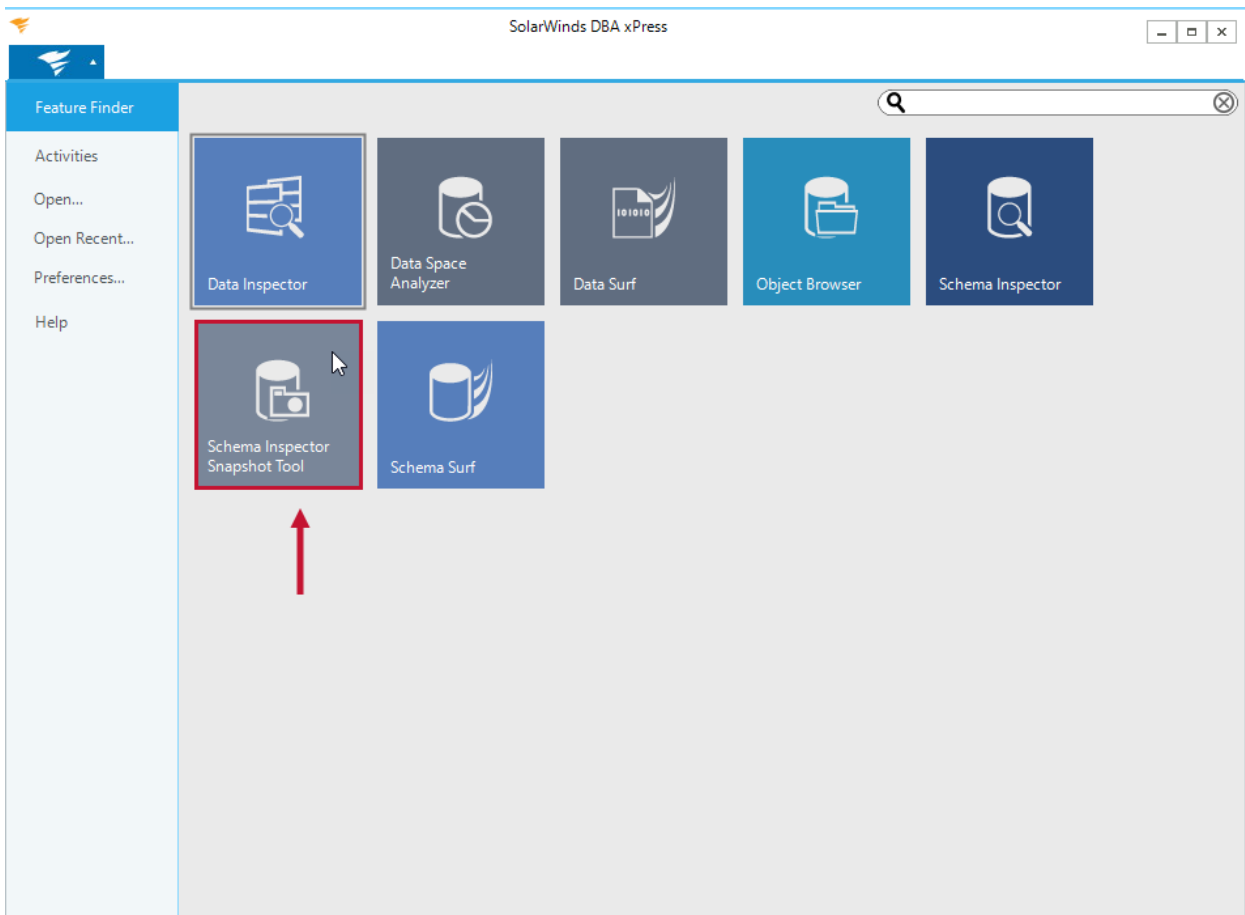 SolarWinds DBA xPress
Feature Finder
Activities
Open...
Open Recent...
Preferences...
Help
Data Inspector
Data Space
Analyzer
101010
Data Surf
Object Browser
Schema Inspector
Schema Inspector
Snapshot Tool
Schema Surf